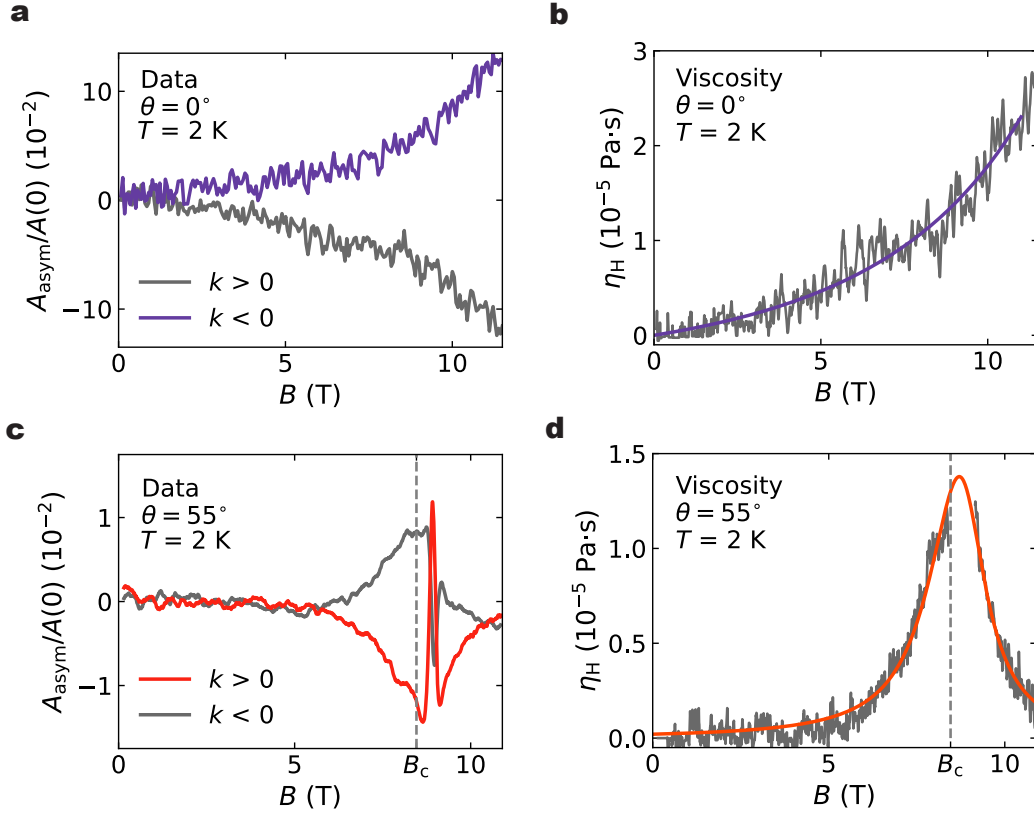 a
Data
θ = 0°
T = 2 K
A_asym/A(0) (10⁻²)
10
0
−10
k > 0
k < 0
0
5
10
B (T)
b
Viscosity
θ = 0°
T = 2 K
η_H (10⁻⁵ Pa·s)
3
2
1
0
0
5
10
B (T)
c
Data
θ = 55°
T = 2 K
A_asym/A(0) (10⁻²)
1
0
−1
k > 0
k < 0
0
5
B_c
10
B (T)
d
Viscosity
θ = 55°
T = 2 K
η_H (10⁻⁵ Pa·s)
1.5
1.0
0.5
0.0
0
5
B_c
10
B (T)